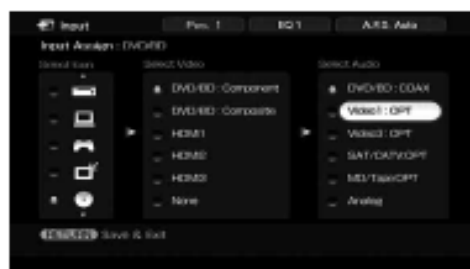 Input Pos. 1 EQ 1 A.F.D. Auto
Input Assign : DVD/BD
Select Icon Select Video Select Audio
DVD/BD : Component DVD/BD : COAX
DVD/BD : Composite Video1 : OPT
HDMI1 Video2 : OPT
HDMI2 SAT/CATV:OPT
HDMI3 MD/Tape:OPT
None Analog
RETURN Save & Exit